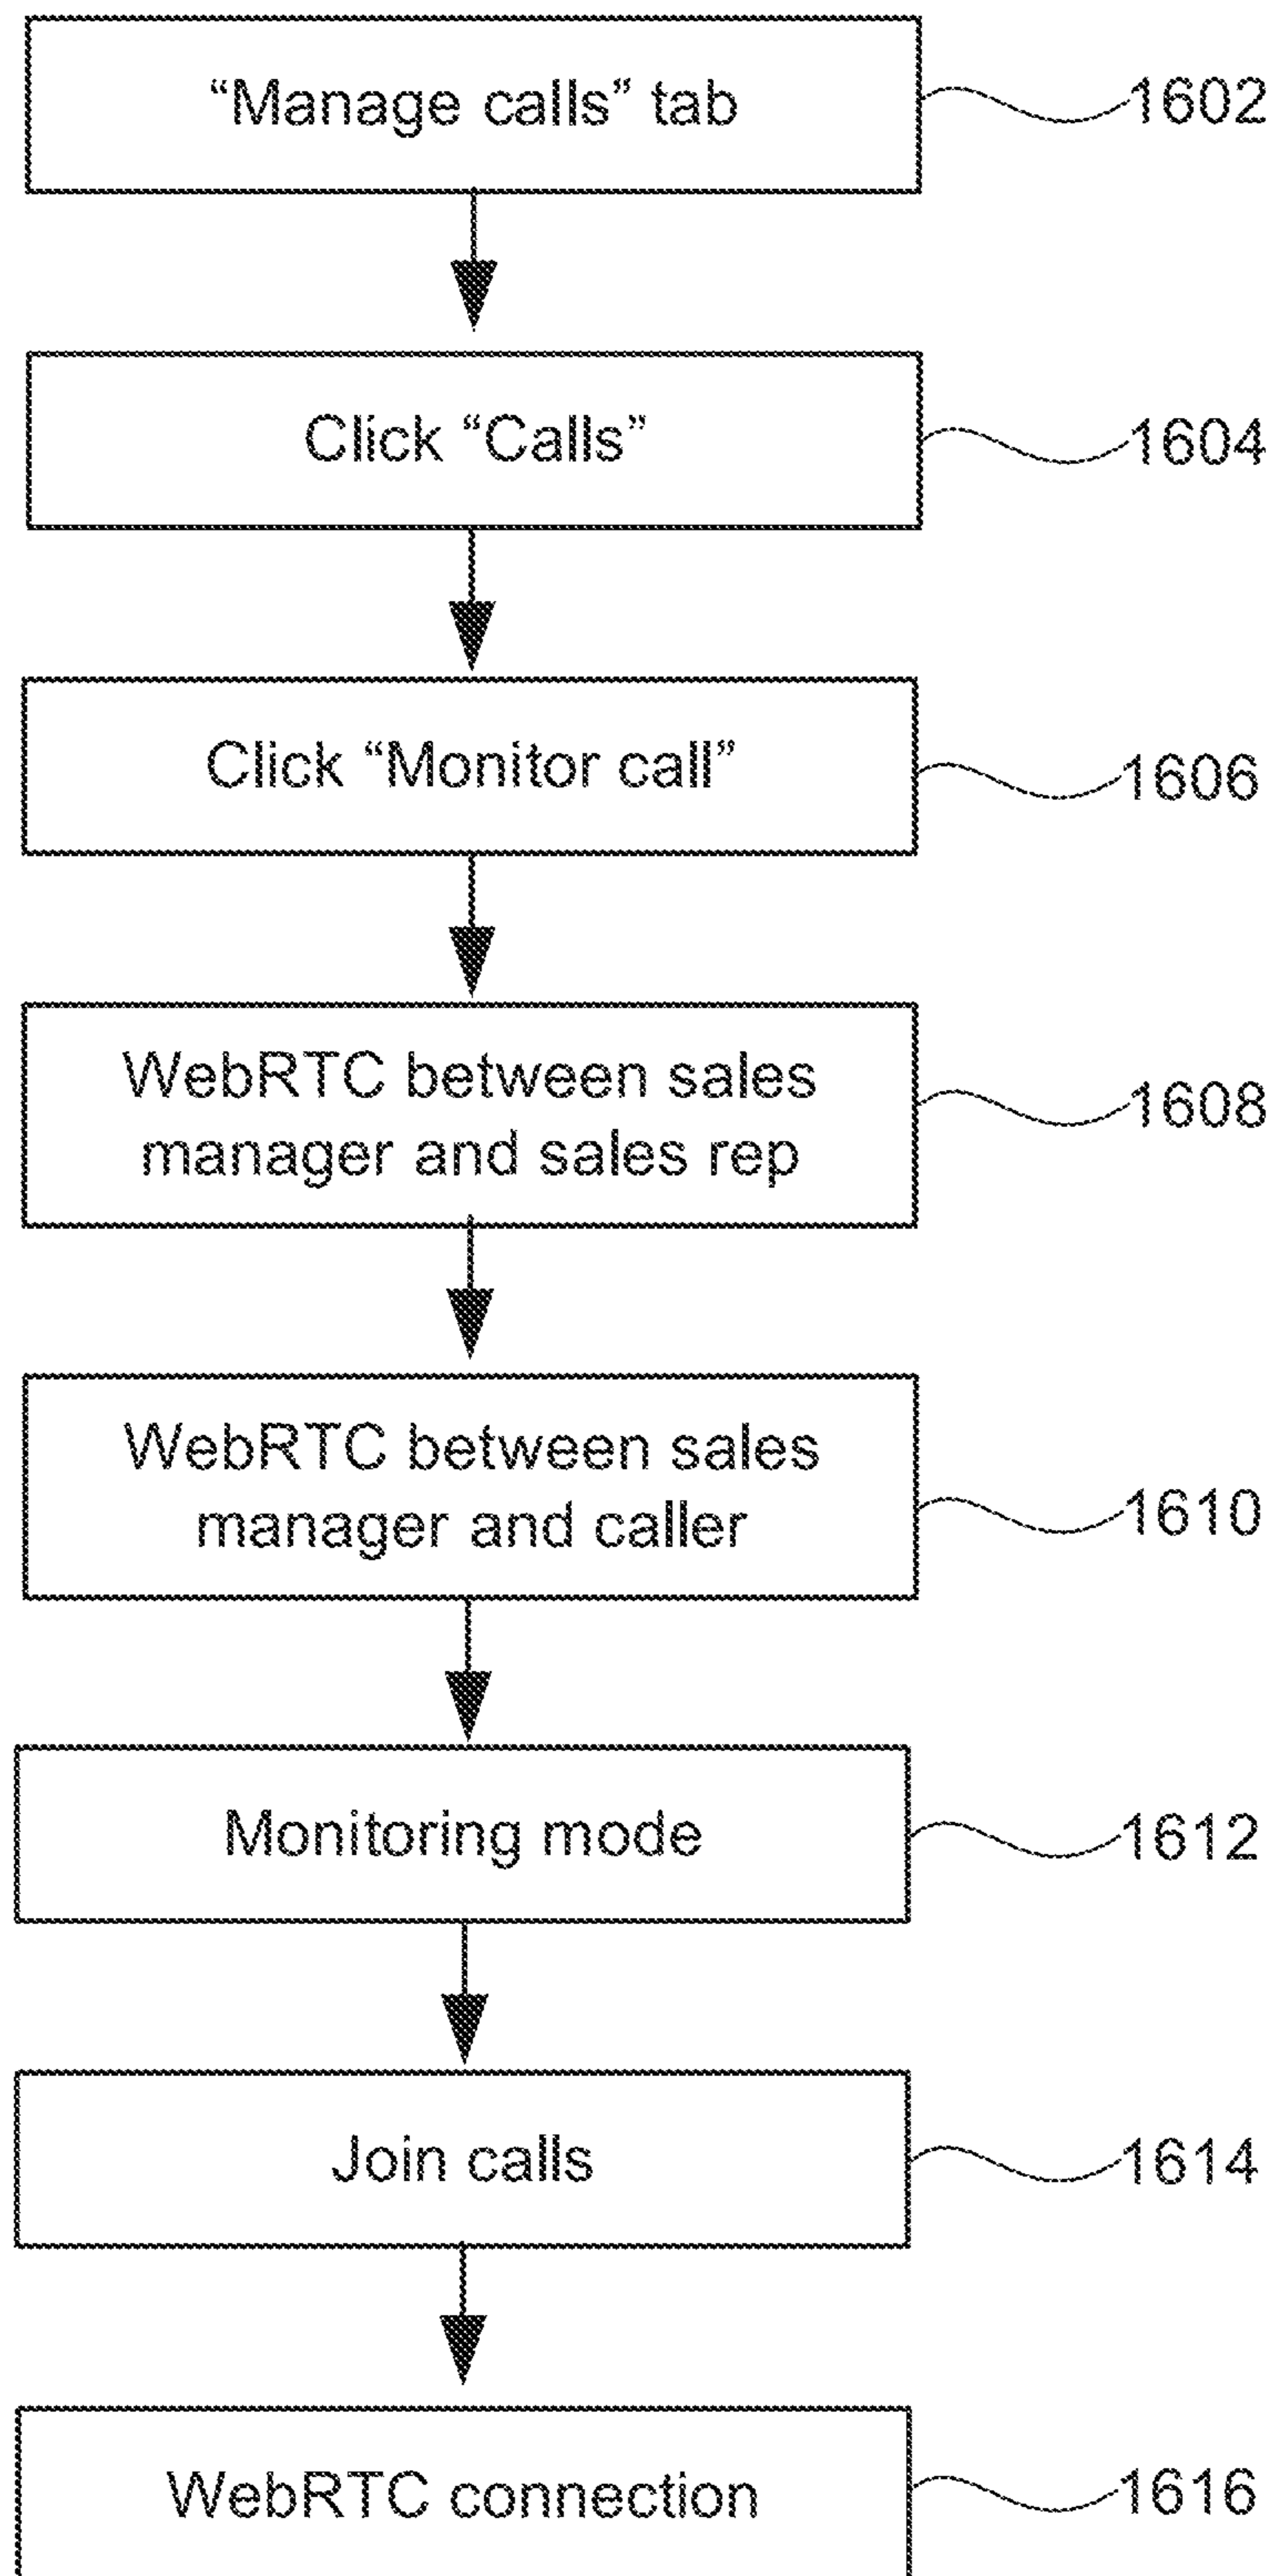 “Manage calls” tab 1602
Click “Calls” 1604
Click “Monitor call” 1606
WebRTC between sales
manager and sales rep 1608
WebRTC between sales
manager and caller 1610
Monitoring mode 1612
Join calls 1614
WebRTC connection 1616